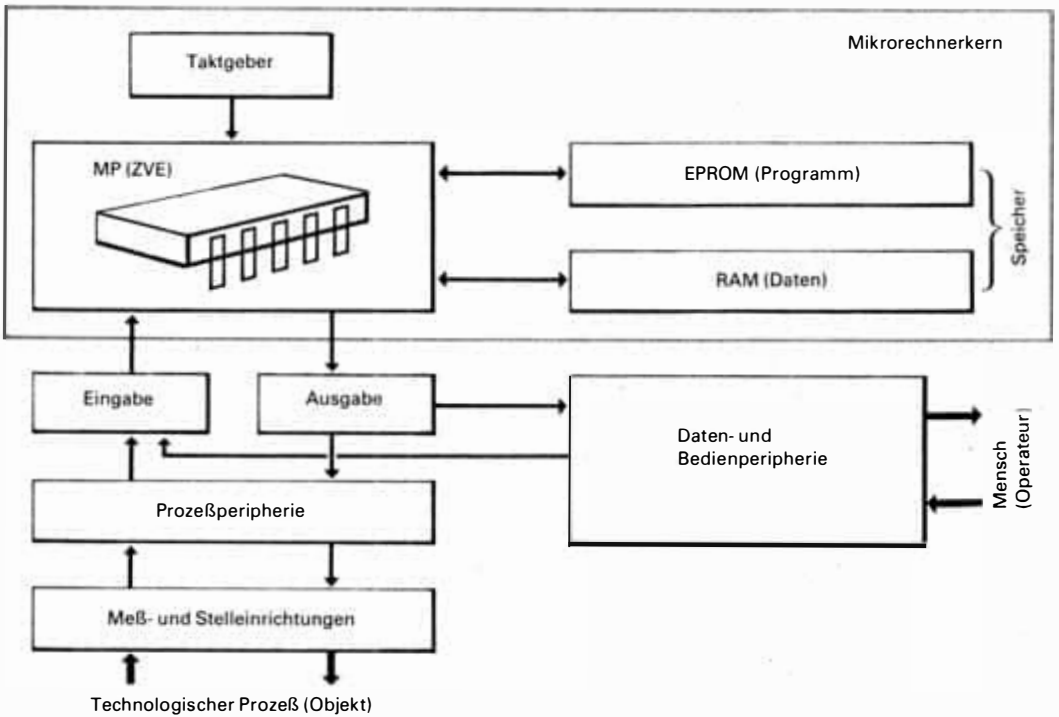 Mikrorechnerkern
Taktgeber
MP (ZVE)
EPROM (Programm)
RAM (Daten)
Speicher
Eingabe
Ausgabe
Daten- und
Bedienperipherie
Mensch
(Operateur)
Prozeßperipherie
Meß- und Stelleinrichtungen
Technologischer Prozeß (Objekt)